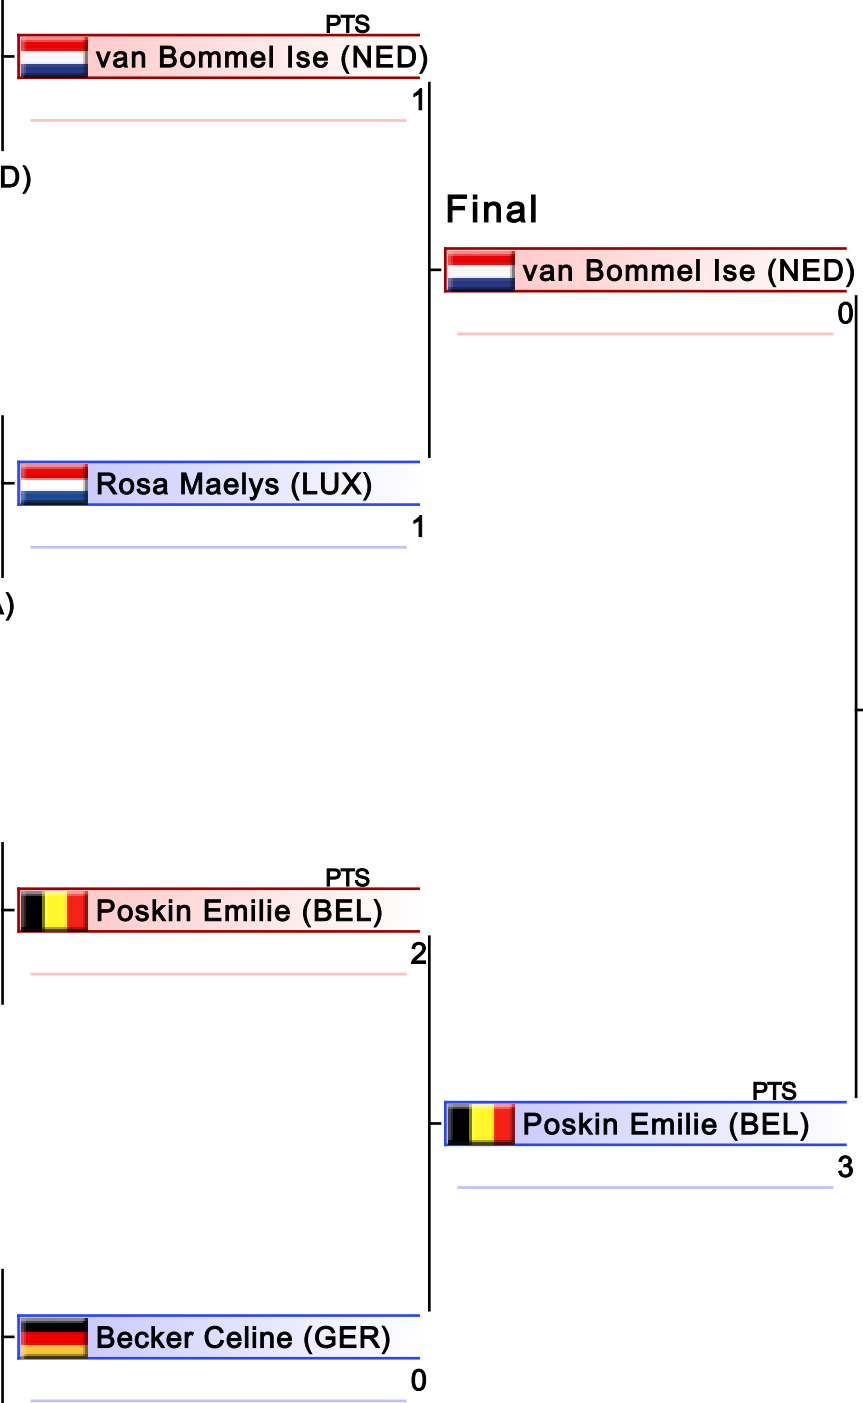 PTS
van Bommel Ise (NED)
1
D)
Final
van Bommel Ise (NED)
0
Rosa Maelys (LUX)
1
)
PTS
Poskin Emilie (BEL)
2
PTS
Poskin Emilie (BEL)
3
Becker Celine (GER)
0